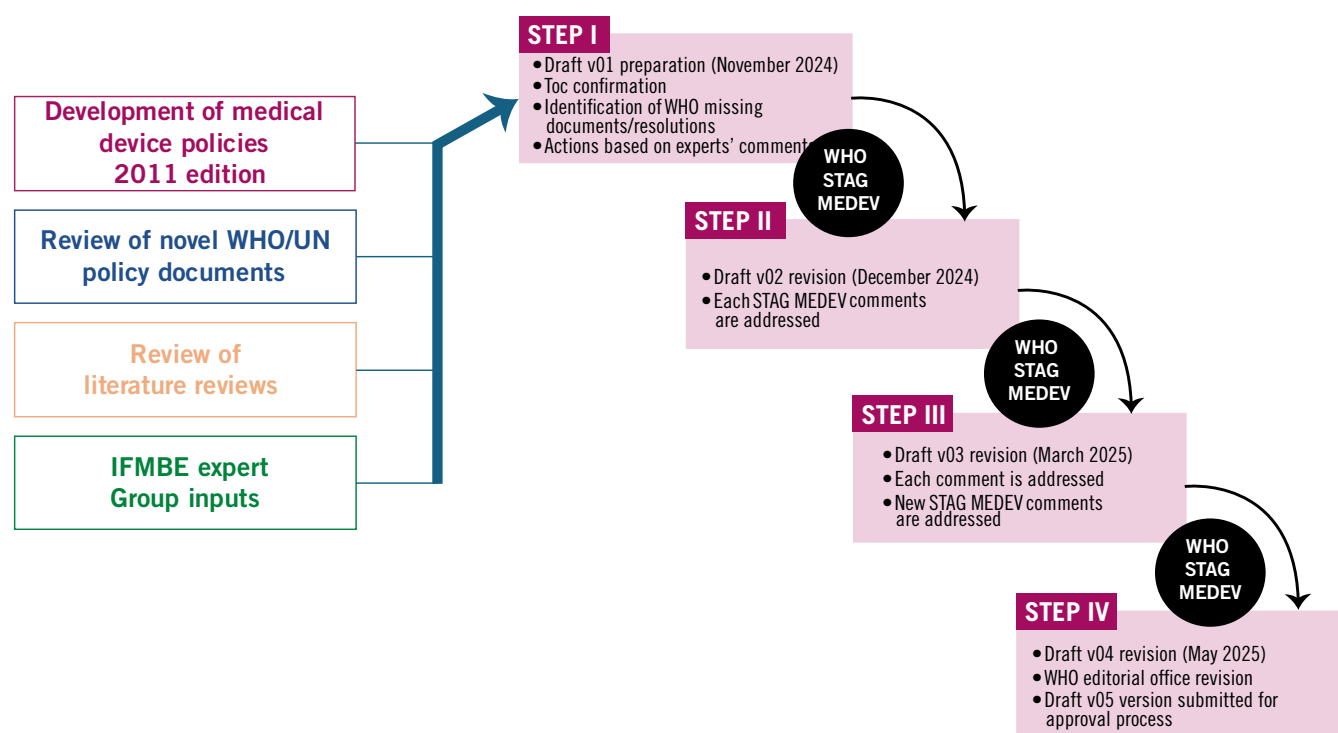 Development of medical
device policies
2011 edition
Review of novel WHO/UN
policy documents
Review of
literature reviews
IFMBE expert
Group inputs
STEP I
•Draft v01 preparation (November 2024)
•Toc confirmation
•Identification of WHO missing
documents/resolutions
•Actions based on experts’ comments
WHO
STAG
MEDEV
STEP II
•Draft v02 revision (December 2024)
•Each STAG MEDEV comments
are addressed
WHO
STAG
MEDEV
STEP III
•Draft v03 revision (March 2025)
•Each comment is addressed
•New STAG MEDEV comments
are addressed
WHO
STAG
MEDEV
STEP IV
•Draft v04 revision (May 2025)
•WHO editorial office revision
•Draft v05 version submitted for
approval process